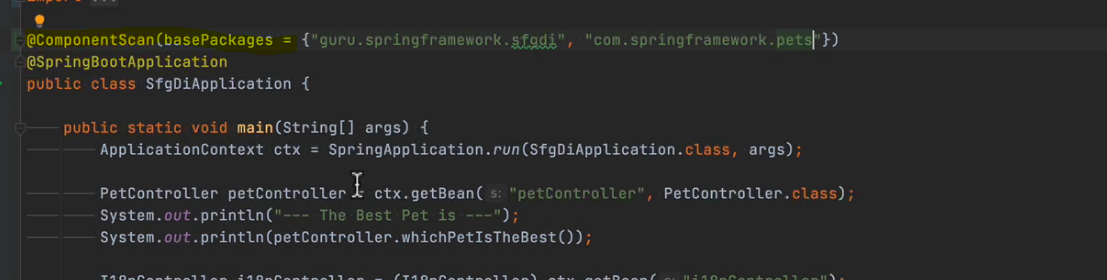 @ComponentScan(basePackages = {"guru.springframework.sfgdi", "com.springframework.pets"})
@SpringBootApplication
public class SfgDiApplication {
public static void main(String[] args) {
ApplicationContext ctx = SpringApplication.run(SfgDiApplication.class, args);
PetController petController = ctx.getBean( s: "petController", PetController.class);
System.out.println("--- The Best Pet is ---");
System.out.println(petController.whichPetIsTheBest());